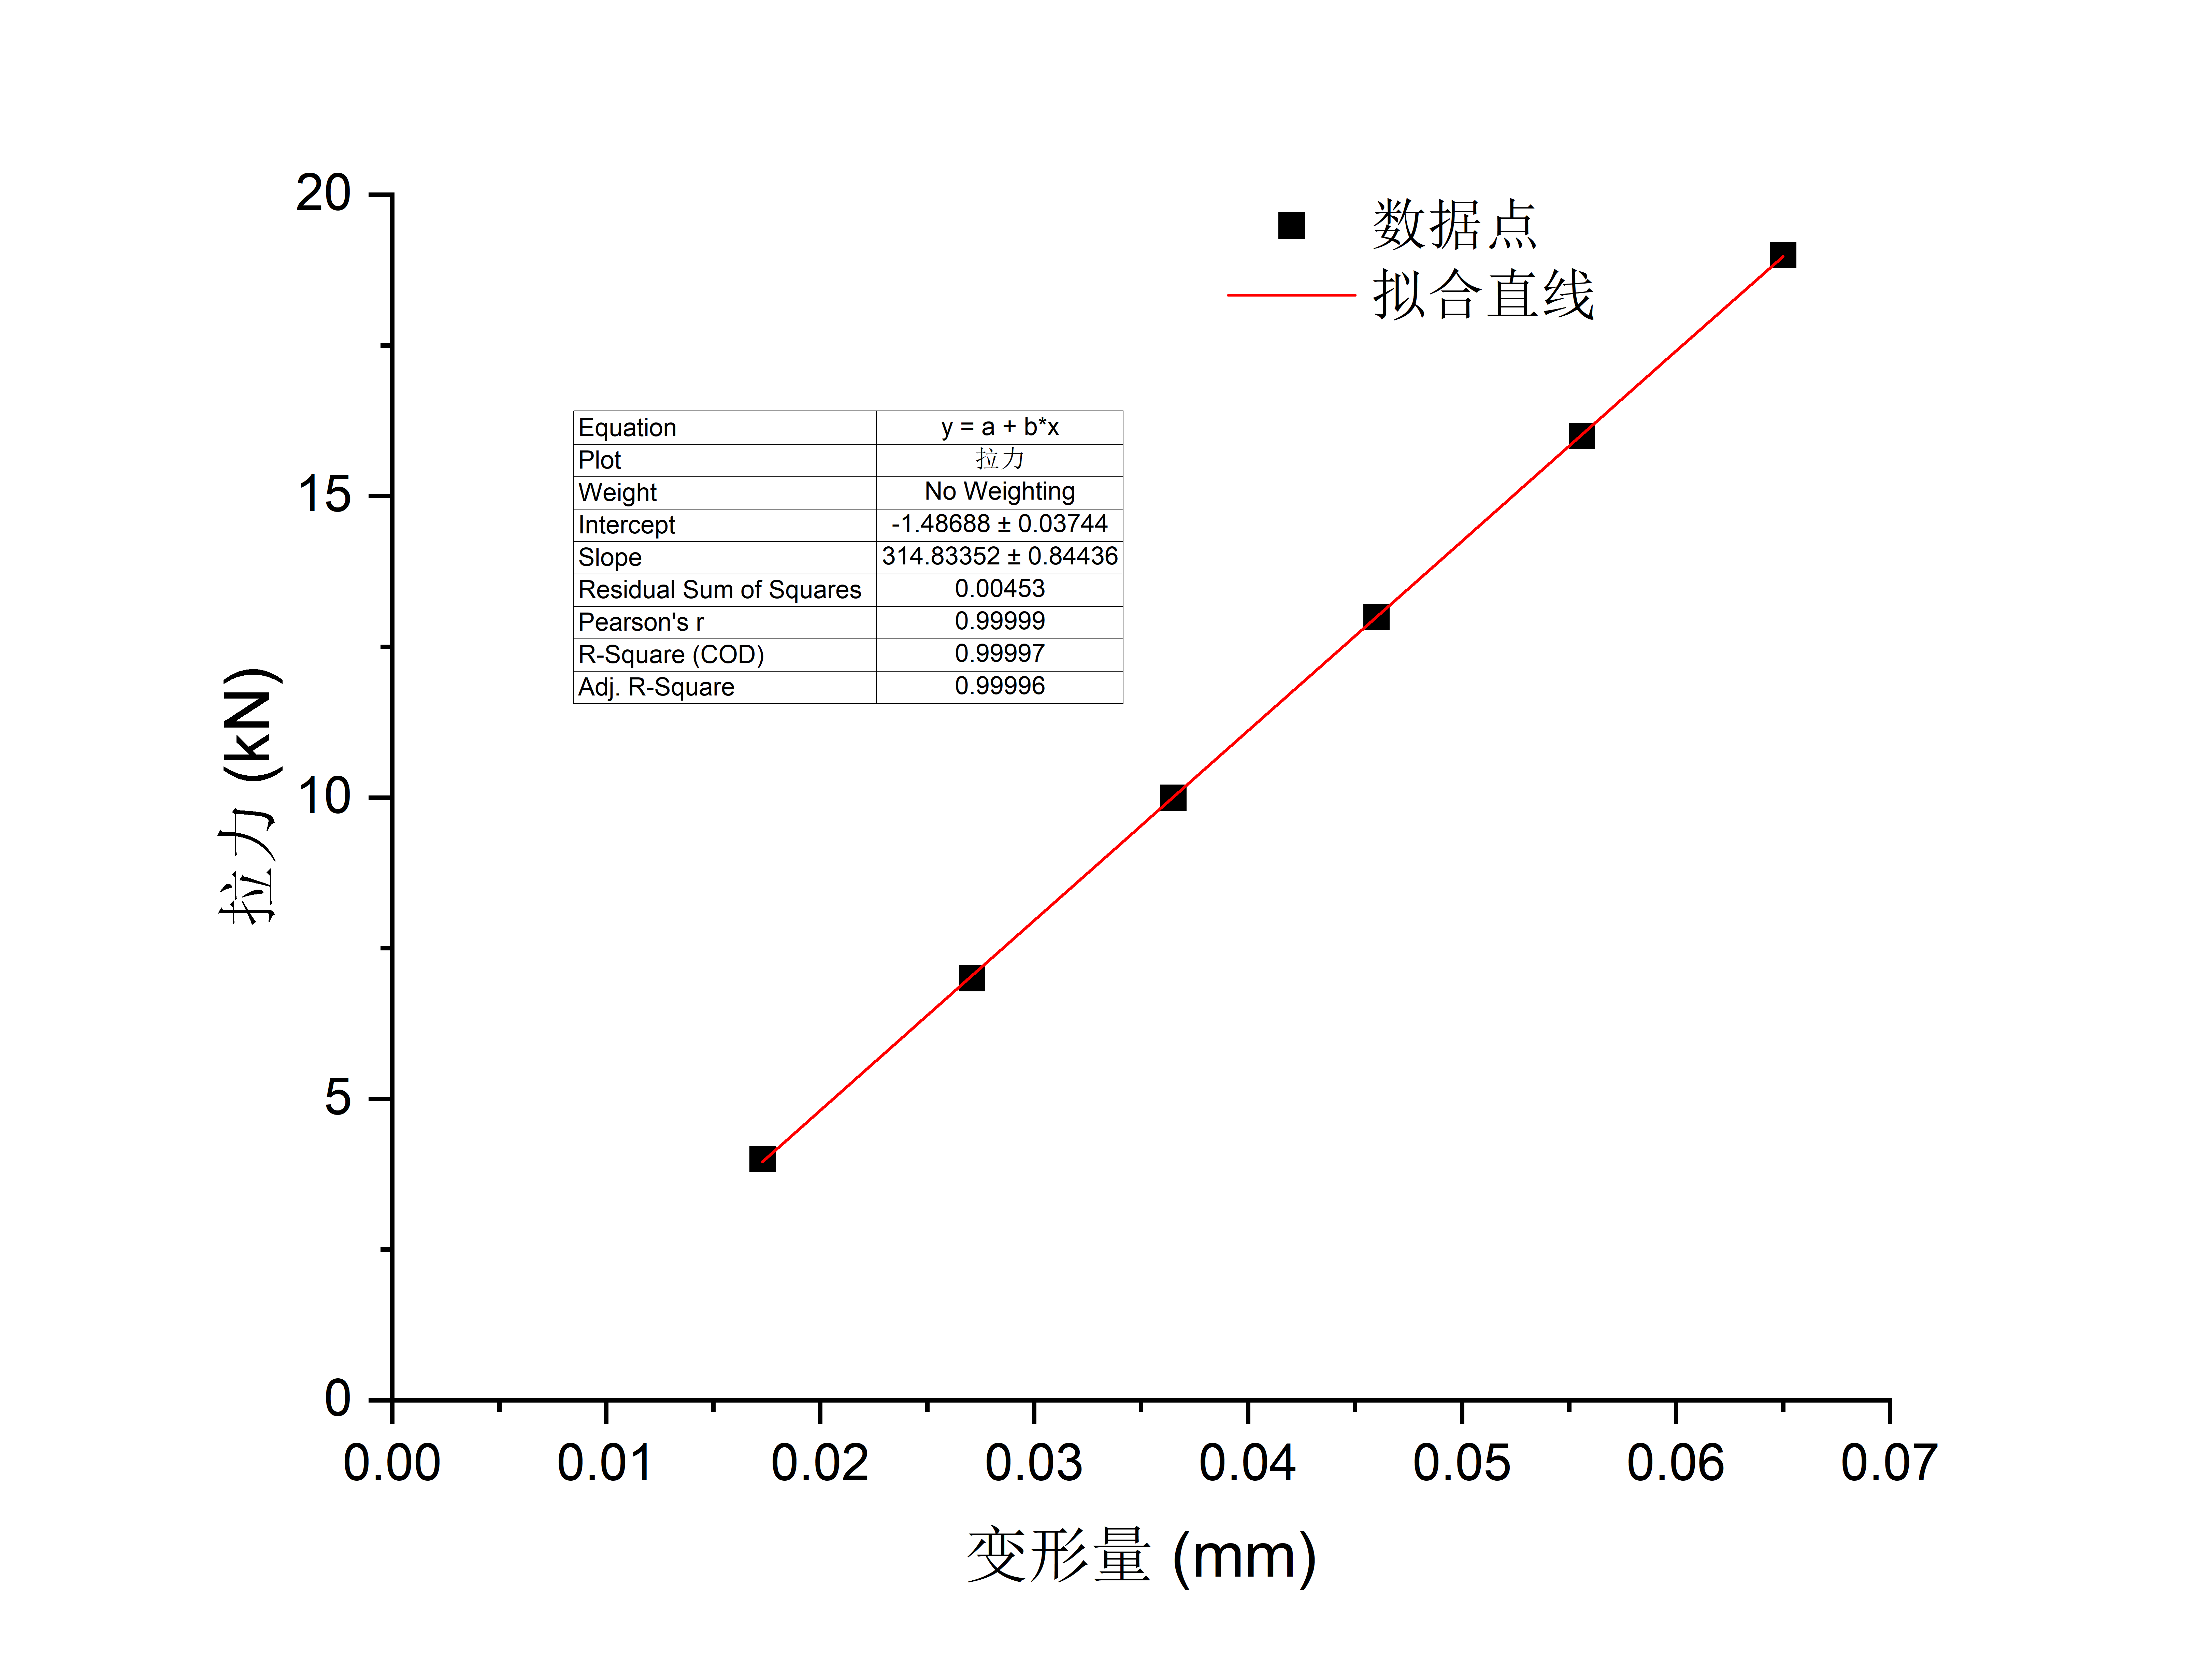 数据点
拟合直线
Equation y = a + b*x
Plot 拉力
Weight No Weighting
Intercept -1.48688 ± 0.03744
Slope 314.83352 ± 0.84436
Residual Sum of Squares 0.00453
Pearson's r 0.99999
R-Square (COD) 0.99997
Adj. R-Square 0.99996
拉力 (kN)
20
15
10
5
0
0.00 0.01 0.02 0.03 0.04 0.05 0.06 0.07
变形量 (mm)